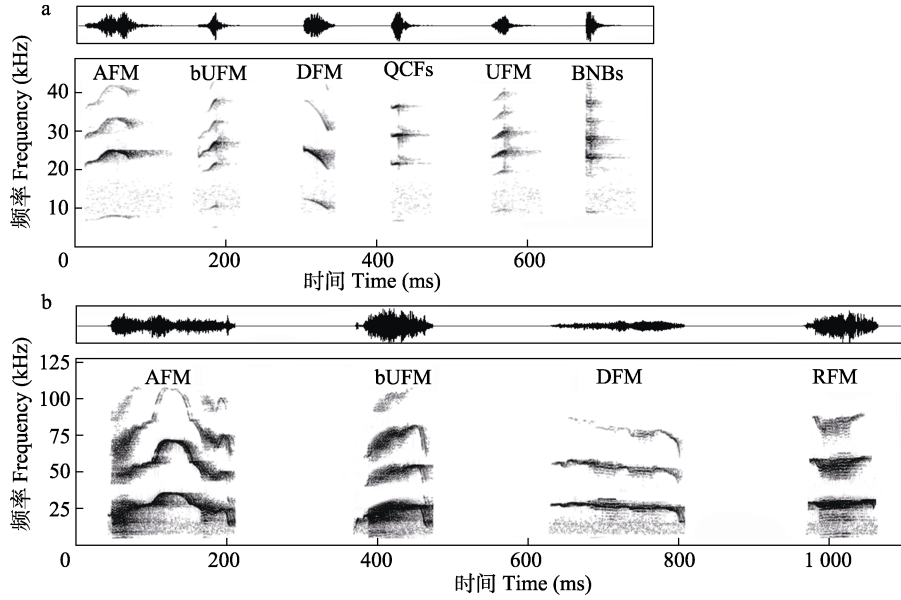 a
AFM bUFM DFM QCFs UFM BNBs
频率 Frequency (kHz)
40
30
20
10
0 200 400 600
时间 Time (ms)
b
AFM bUFM DFM RFM
频率 Frequency (kHz)
125
100
75
50
25
0 200 400 600 800 1 000
时间 Time (ms)